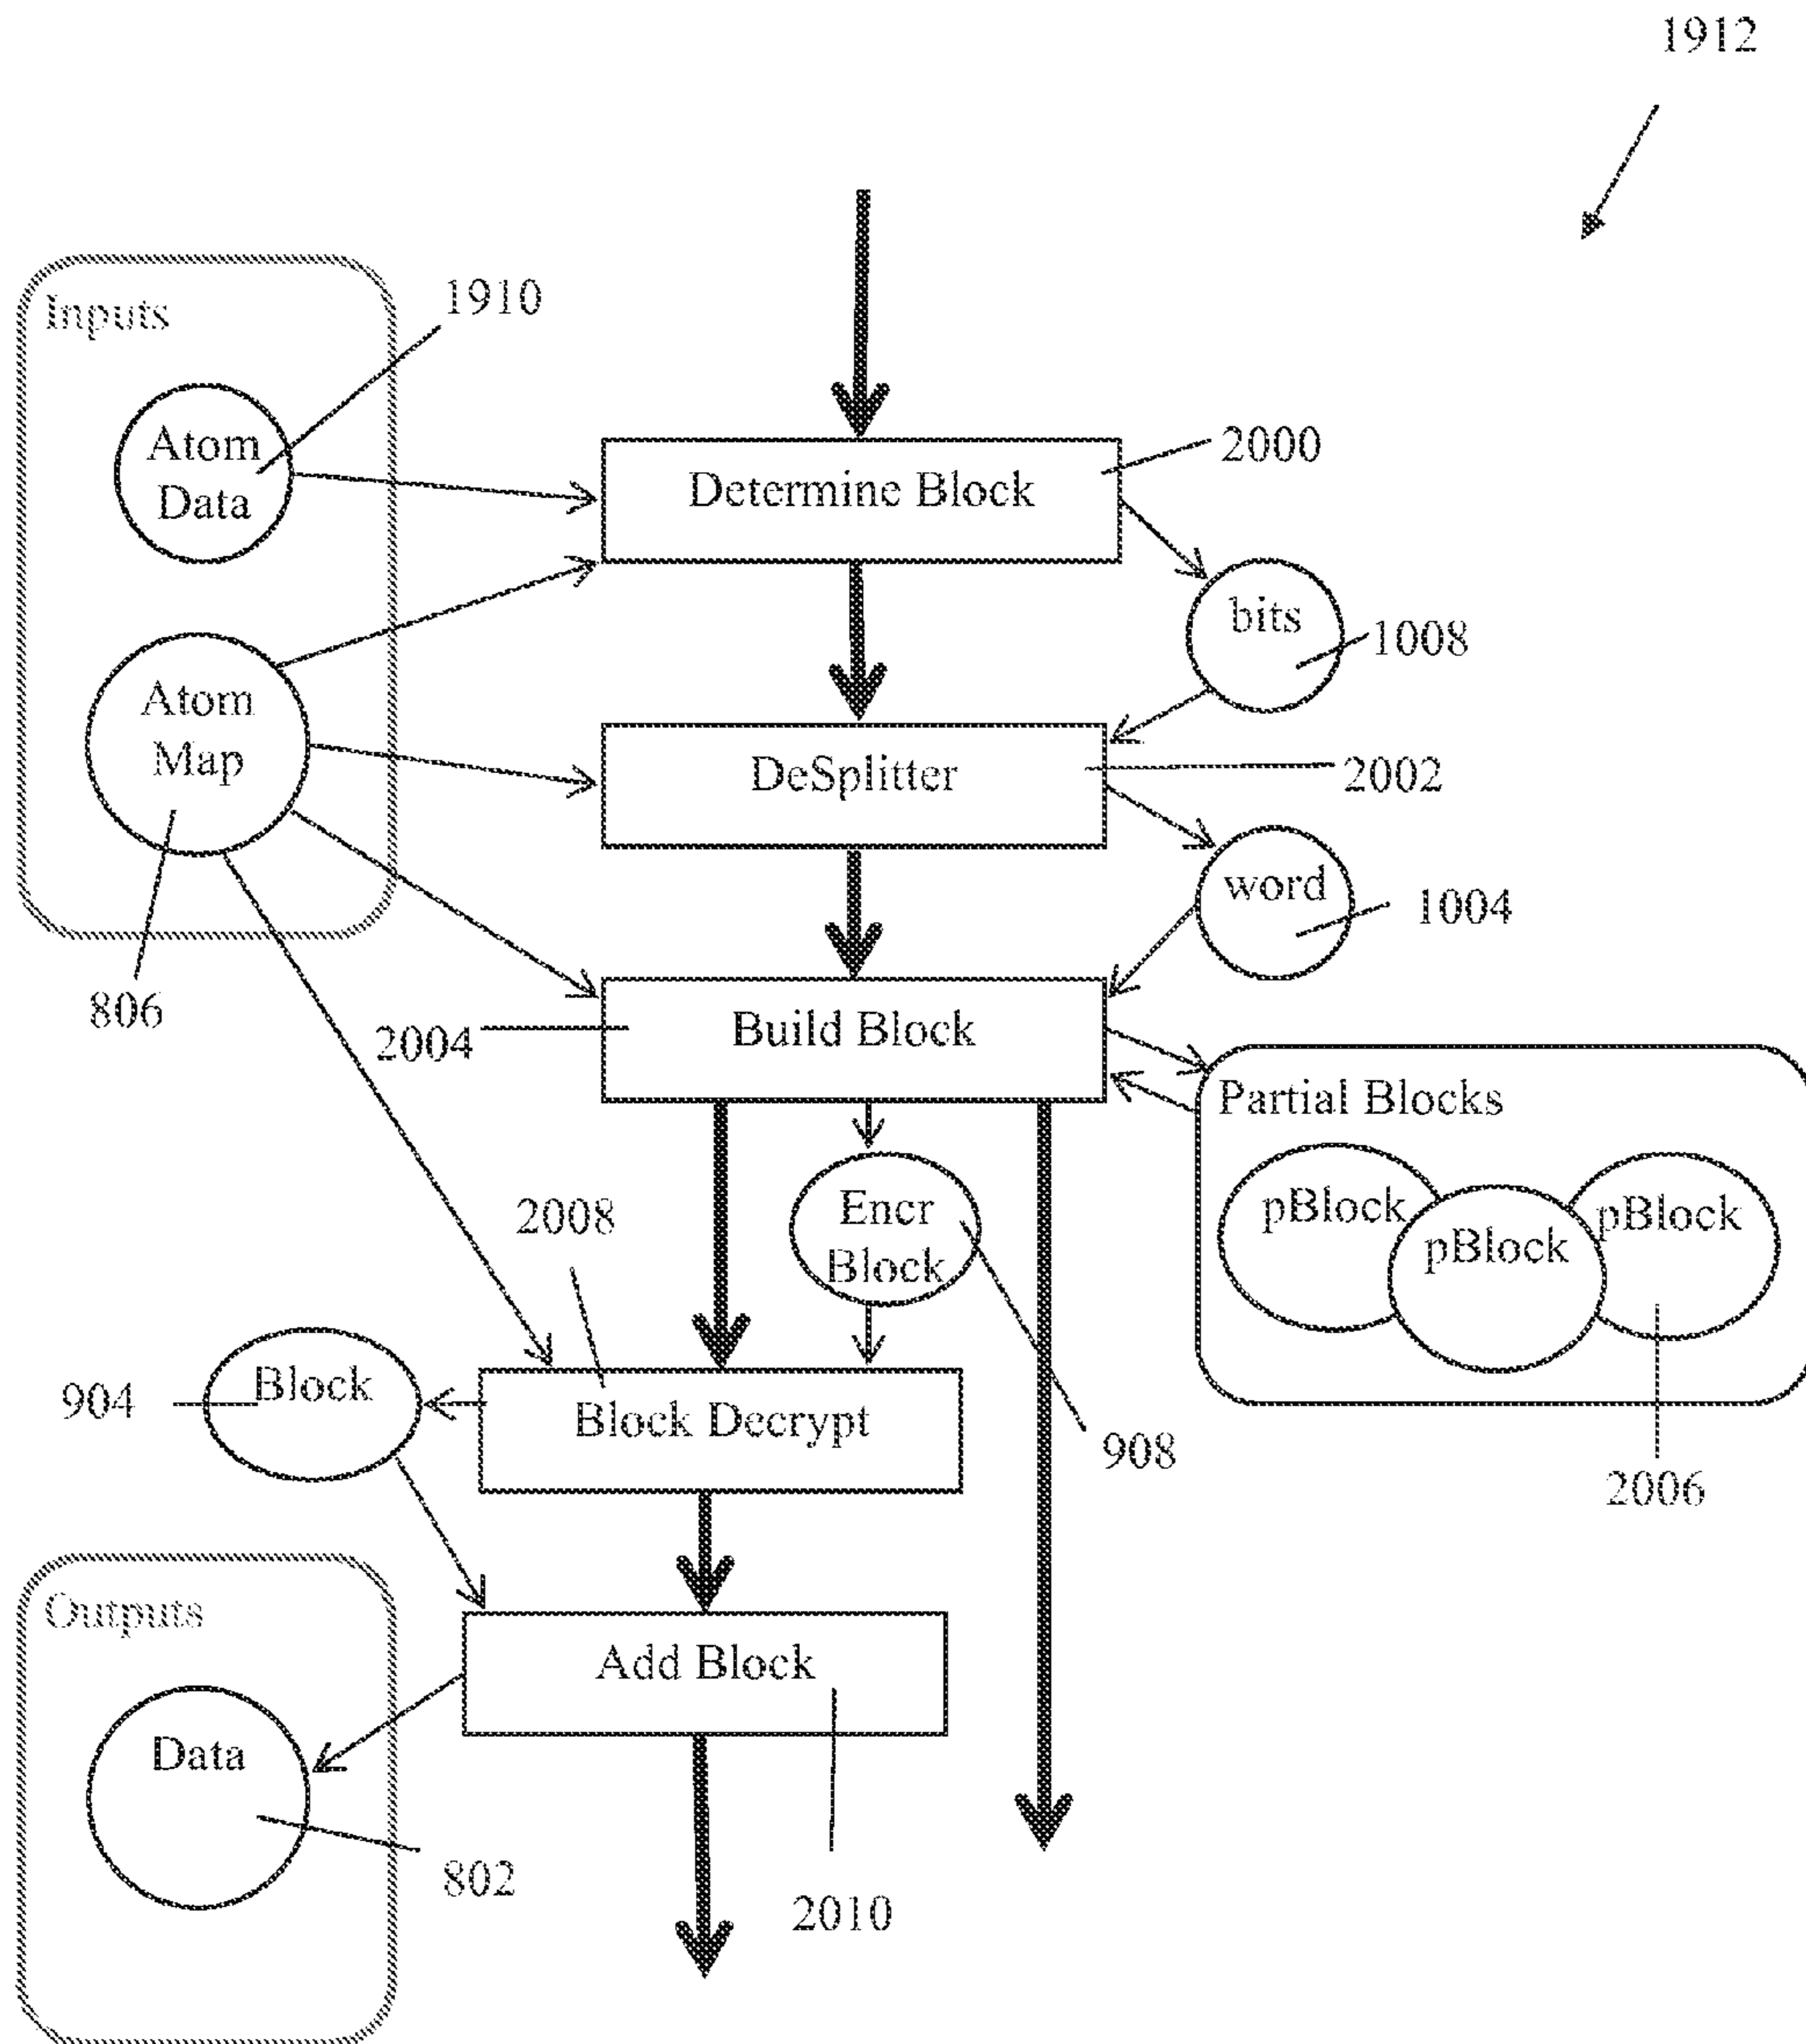 1912
Inputs
1910
Atom
Data
2000
Determine Block
bits
1008
Atom
Map
DeSplitter
2002
word
1004
806
2004
Build Block
Partial Blocks
pBlock
pBlock
pBlock
2008
Encr
Block
904
Block
Block Decrypt
908
2006
Outputs
Add Block
Data
802
2010